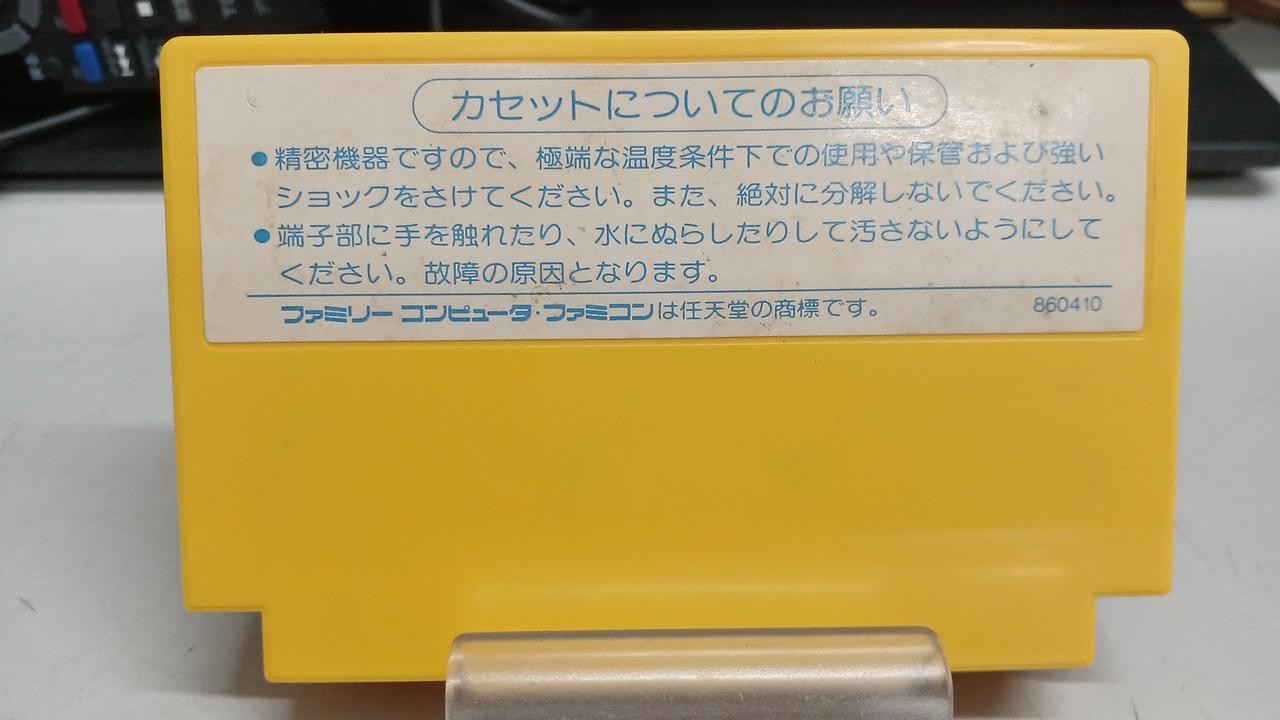 カセットについてのお願い
●精密機器ですので、極端な温度条件下での使用や保管および強い
ショックをさけてください。また、絶対に分解しないでください。
●端子部に手を触れたり、水にぬらしたりして汚さないようにして
ください。故障の原因となります。
ファミリー コンピュータ・ファミコンは任天堂の商標です。 860410